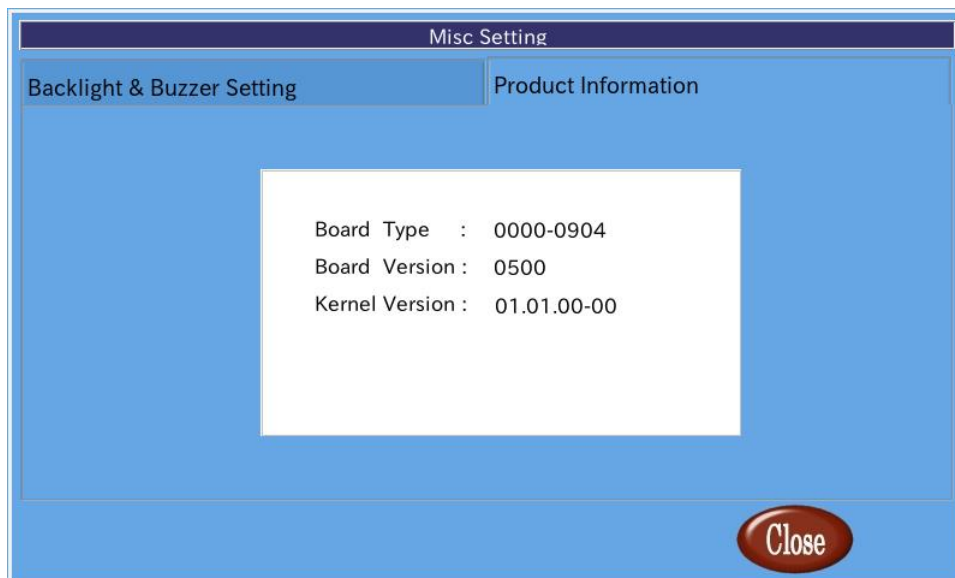 Misc Setting
Backlight & Buzzer Setting
Product Information
Board Type : 0000-0904
Board Version : 0500
Kernel Version : 01.01.00-00
Close